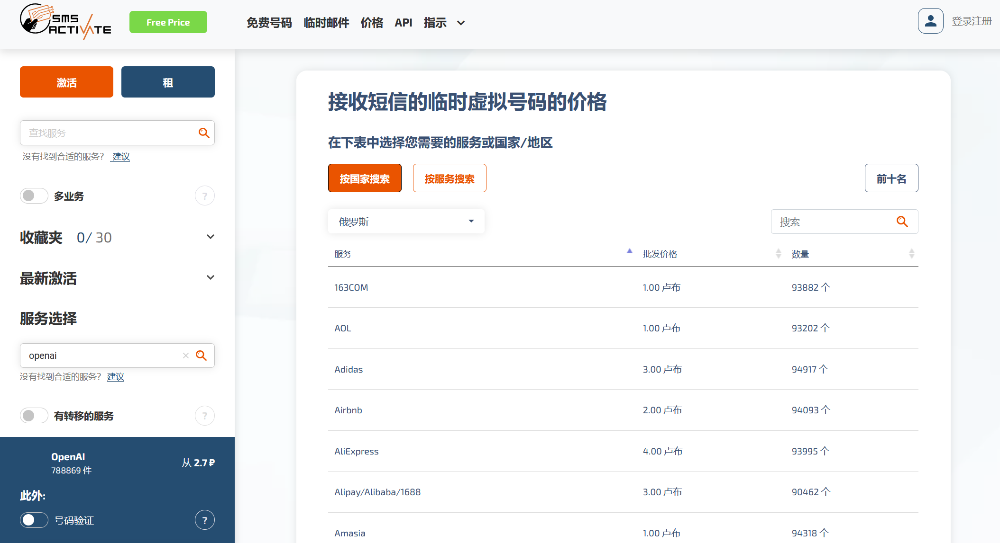 SMS
ACTIVATE
Free Price
免费号码
临时邮件
价格
API
指示
登录注册
激活
租
查找服务
没有找到合适的服务? 建议
多业务
?
收藏夹 0/ 30
最新激活
服务选择
openai
没有找到合适的服务? 建议
有转移的服务
?
OpenAI
788869 件
从 2.7 ₽
此外:
号码验证
?
接收短信的临时虚拟号码的价格
在下表中选择您需要的服务或国家/地区
按国家搜索
按服务搜索
前十名
俄罗斯
搜索
服务 批发价格 数量
163COM 1.00 卢布 93882 个
AOL 1.00 卢布 93202 个
Adidas 3.00 卢布 94917 个
Airbnb 2.00 卢布 94093 个
AliExpress 4.00 卢布 93995 个
Alipay/Alibaba/1688 3.00 卢布 90462 个
Amasia 1.00 卢布 94318 个